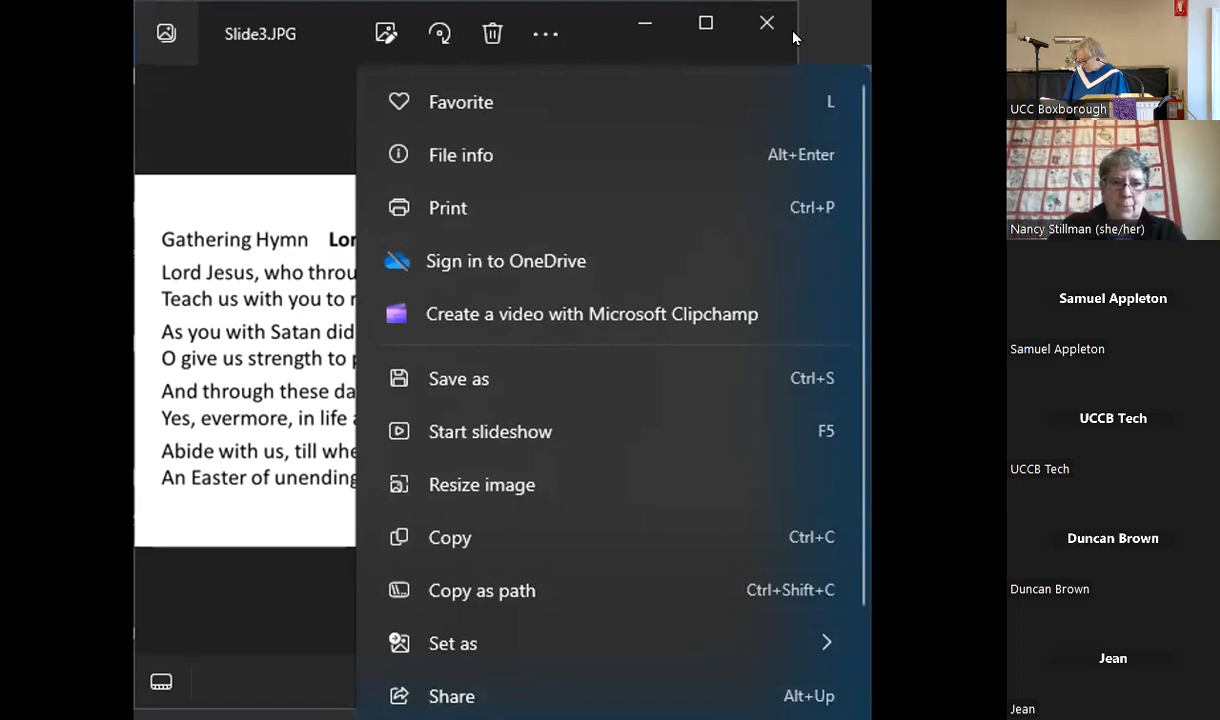 Slide3.JPG
Favorite L
File info Alt+Enter
Print Ctrl+P
Sign in to OneDrive
Create a video with Microsoft Clipchamp
Save as Ctrl+S
Start slideshow F5
Resize image
Copy Ctrl+C
Copy as path Ctrl+Shift+C
Set as
Share Alt+Up
Gathering Hymn Lor
Lord Jesus, who throu
Teach us with you to
As you with Satan did
O give us strength to
And through these da
Yes, evermore, in life
Abide with us, till whe
An Easter of unending
UCC Boxborough
Nancy Stillman (she/her)
Samuel Appleton
Samuel Appleton
UCCB Tech
UCCB Tech
Duncan Brown
Duncan Brown
Jean
Jean